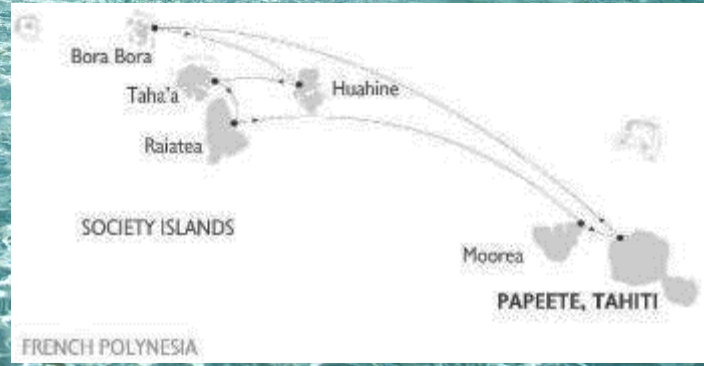 Bora Bora
Taha'a
Huahine
Raiatea
SOCIETY ISLANDS
Moorea
PAPEETE, TAHITI
FRENCH POLYNESIA